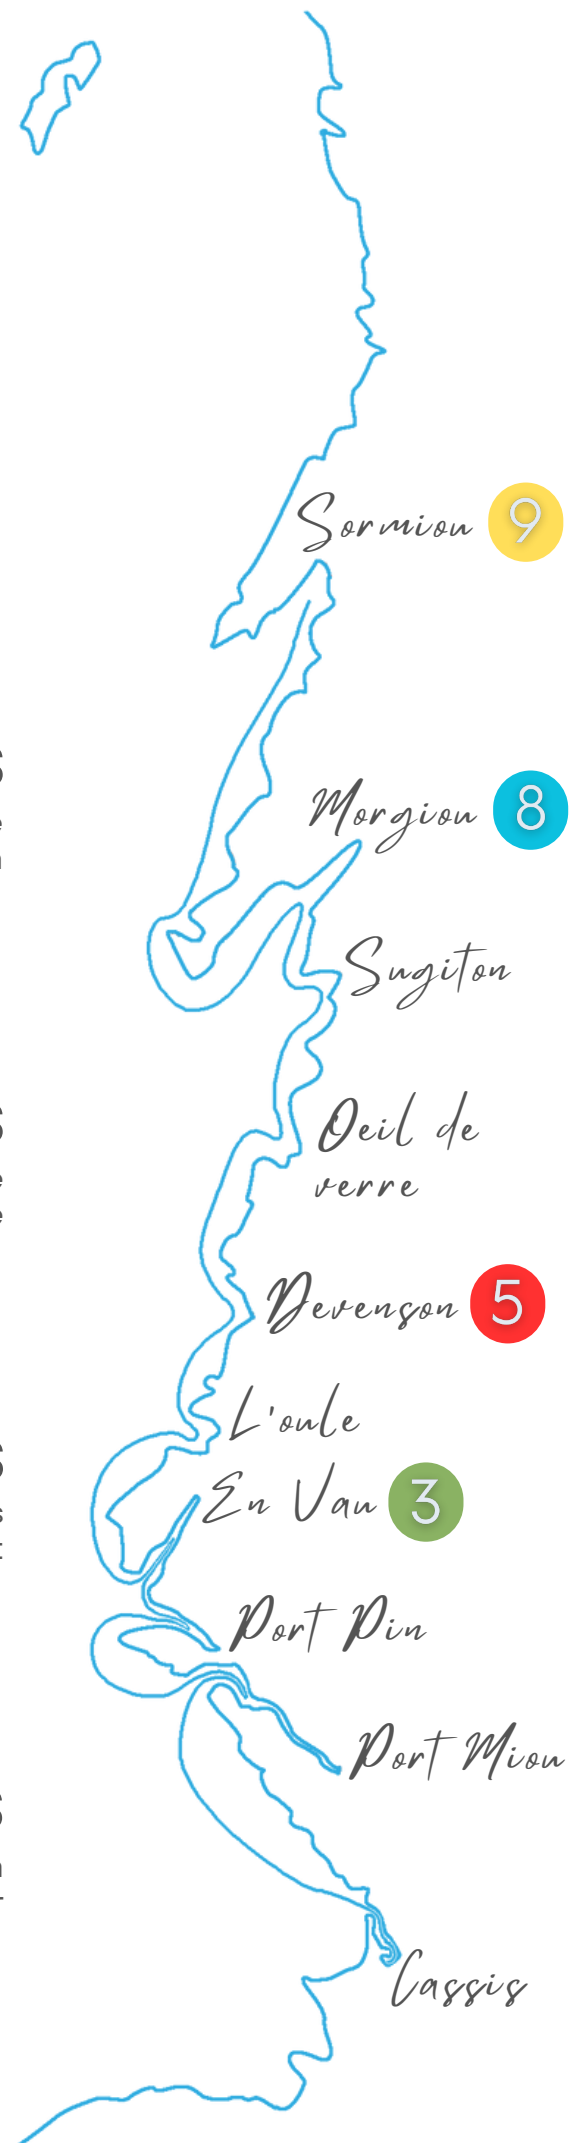 Sormiou 9
Morgiou 8
Sugiton
Oeil de
verre
Devenson 5
L'oule
En Vau 3
Port Pin
Port Miou
Cassis